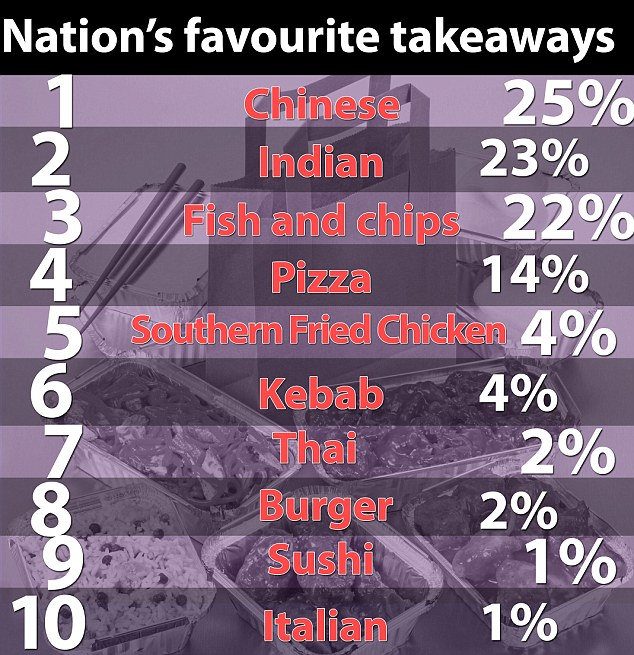 Nation's favourite takeaways
1 Chinese 25%
2 Indian 23%
3 Fish and chips 22%
4 Pizza 14%
5 Southern Fried Chicken 4%
6 Kebab 4%
7 Thai 2%
8 Burger 2%
9 Sushi 1%
10 Italian 1%